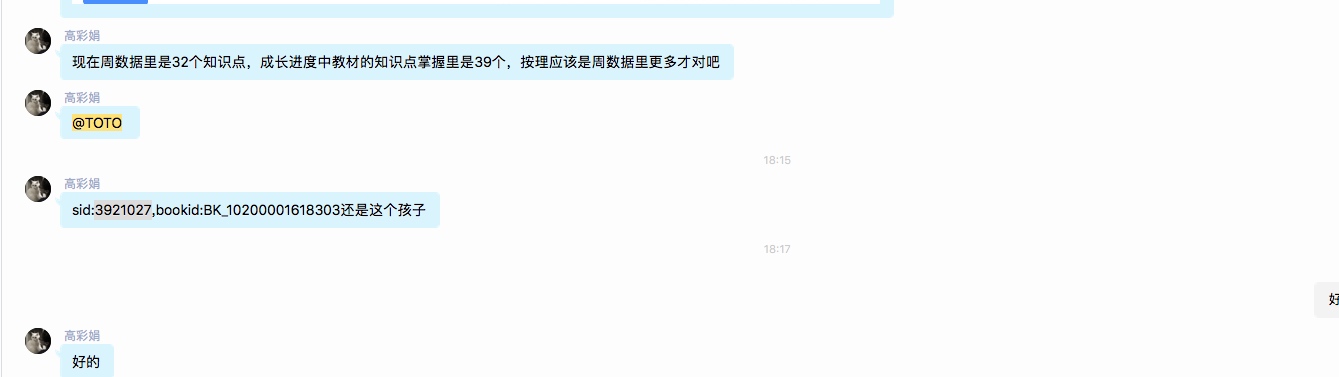 高彩娟
现在周数据里是32个知识点，成长进度中教材的知识点掌握里是39个，按理应该是周数据里更多才对吧
高彩娟
@TOTO
18:15
高彩娟
sid:3921027,bookid:BK_10200001618303还是这个孩子
18:17
好
高彩娟
好的